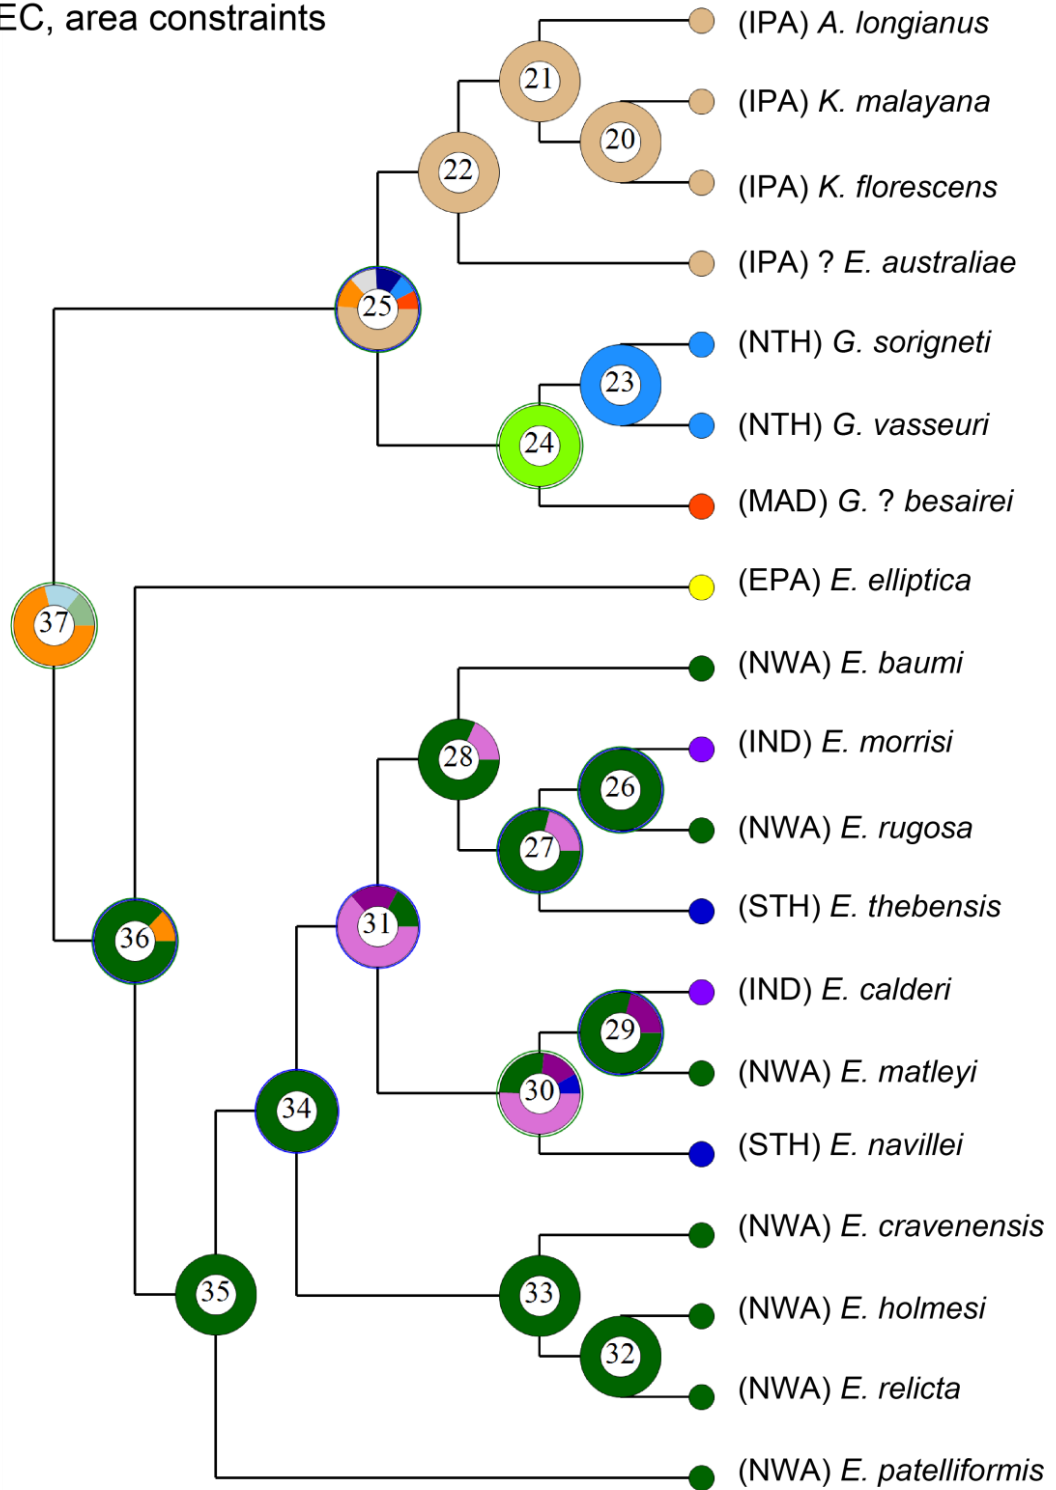 EC, area constraints
(IPA) A. longianus
21
(IPA) K. malayana
20
22
(IPA) K. florescens
(IPA) ? E. australiae
25
(NTH) G. sorigneti
23
(NTH) G. vasseuri
24
(MAD) G. ? besairei
(EPA) E. elliptica
37
(NWA) E. baumi
28
(IND) E. morrisi
26
(NWA) E. rugosa
27
(STH) E. thebensis
31
36
(IND) E. calderi
29
(NWA) E. matleyi
30
34
(STH) E. navillei
(NWA) E. cravenensis
35
33
(NWA) E. holmesi
32
(NWA) E. relicta
(NWA) E. patelliformis